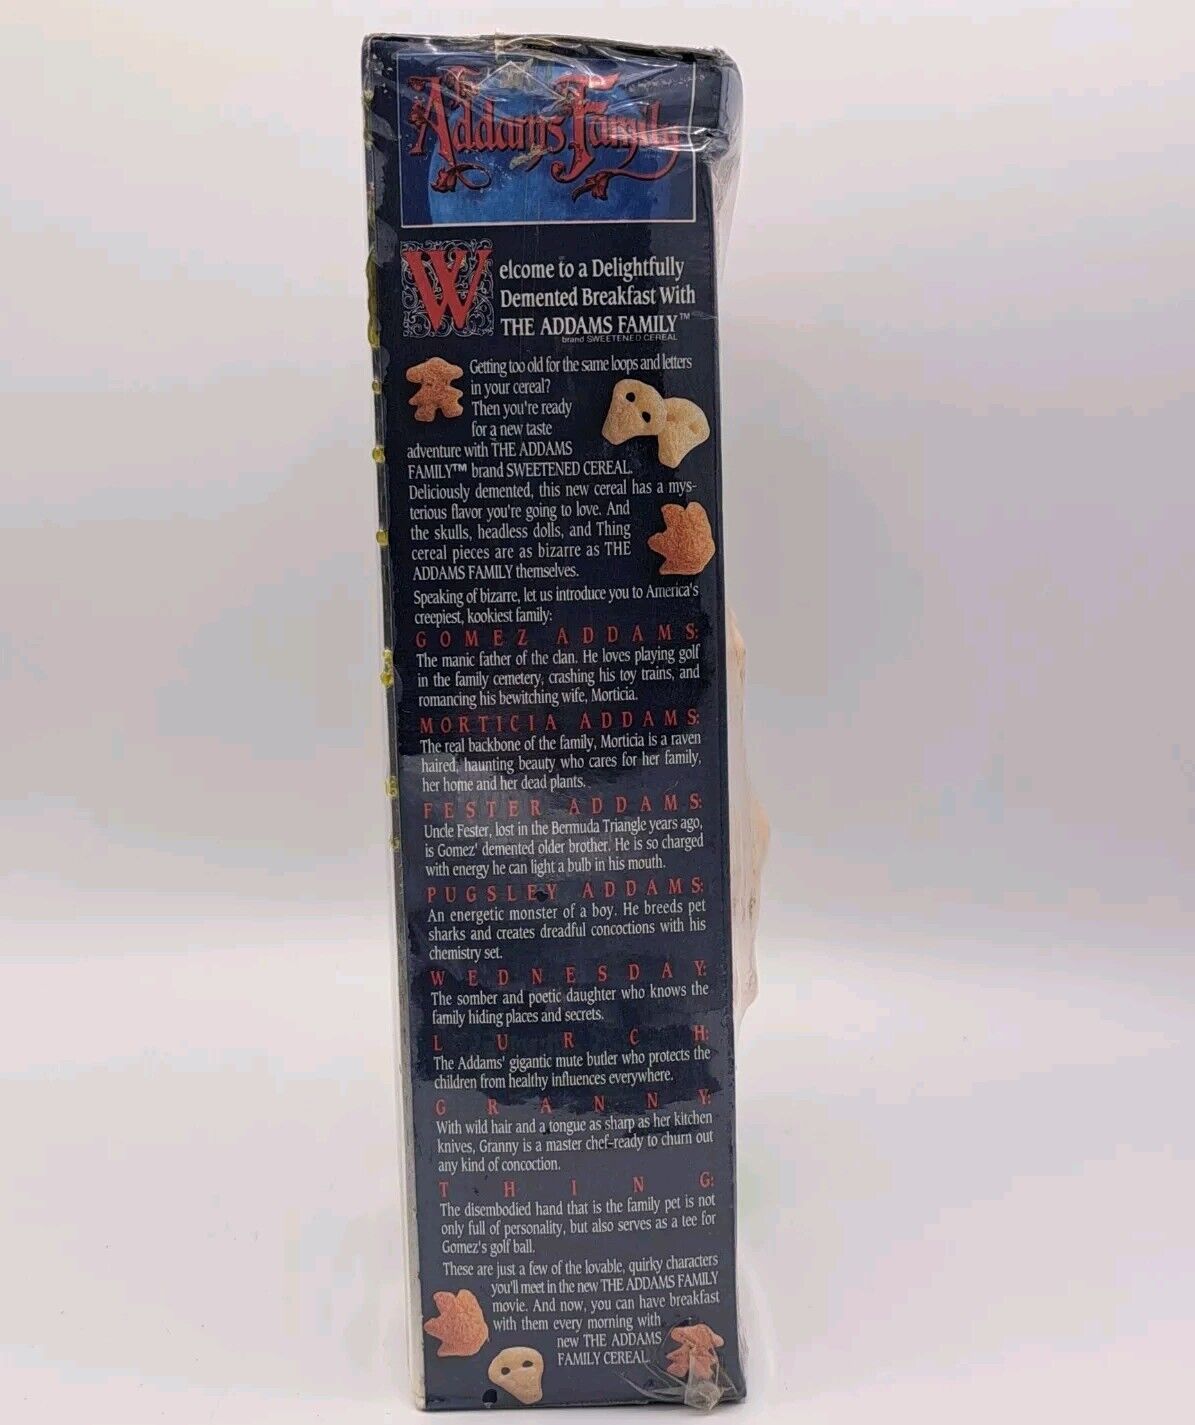 Addams Family
Welcome to a Delightfully
Demented Breakfast With
THE ADDAMS FAMILY™
brand SWEETENED CEREAL
Getting too old for the same loops and letters
in your cereal?
Then you're ready
for a new taste
adventure with THE ADDAMS
FAMILY™ brand SWEETENED CEREAL.
Deliciously demented, this new cereal has a mys-
terious flavor you're going to love. And
the skulls, headless dolls, and Thing
cereal pieces are as bizarre as THE
ADDAMS FAMILY themselves.
Speaking of bizarre, let us introduce you to America's
creepiest, kookiest family:
GOMEZ ADDAMS:
The manic father of the clan. He loves playing golf
in the family cemetery, crashing his toy trains, and
romancing his bewitching wife, Morticia.
MORTICIA ADDAMS:
The real backbone of the family, Morticia is a raven
haired, haunting beauty who cares for her family,
her home and her dead plants.
FESTER ADDAMS:
Uncle Fester, lost in the Bermuda Triangle years ago,
is Gomez' demented older brother. He is so charged
with energy he can light a bulb in his mouth.
PUGSLEY ADDAMS:
An energetic monster of a boy. He breeds pet
sharks and creates dreadful concoctions with his
chemistry set.
WEDNESDAY:
The somber and poetic daughter who knows the
family hiding places and secrets.
LURCH:
The Addams' gigantic mute butler who protects the
children from healthy influences everywhere.
GRANNY:
With wild hair and a tongue as sharp as her kitchen
knives, Granny is a master chef-ready to churn out
any kind of concoction.
THING:
The disembodied hand that is the family pet is not
only full of personality, but also serves as a tee for
Gomez's golf ball.
These are just a few of the lovable, quirky characters
you'll meet in the new THE ADDAMS FAMILY
movie. And now, you can have breakfast
with them every morning with
new THE ADDAMS
FAMILY CEREAL.